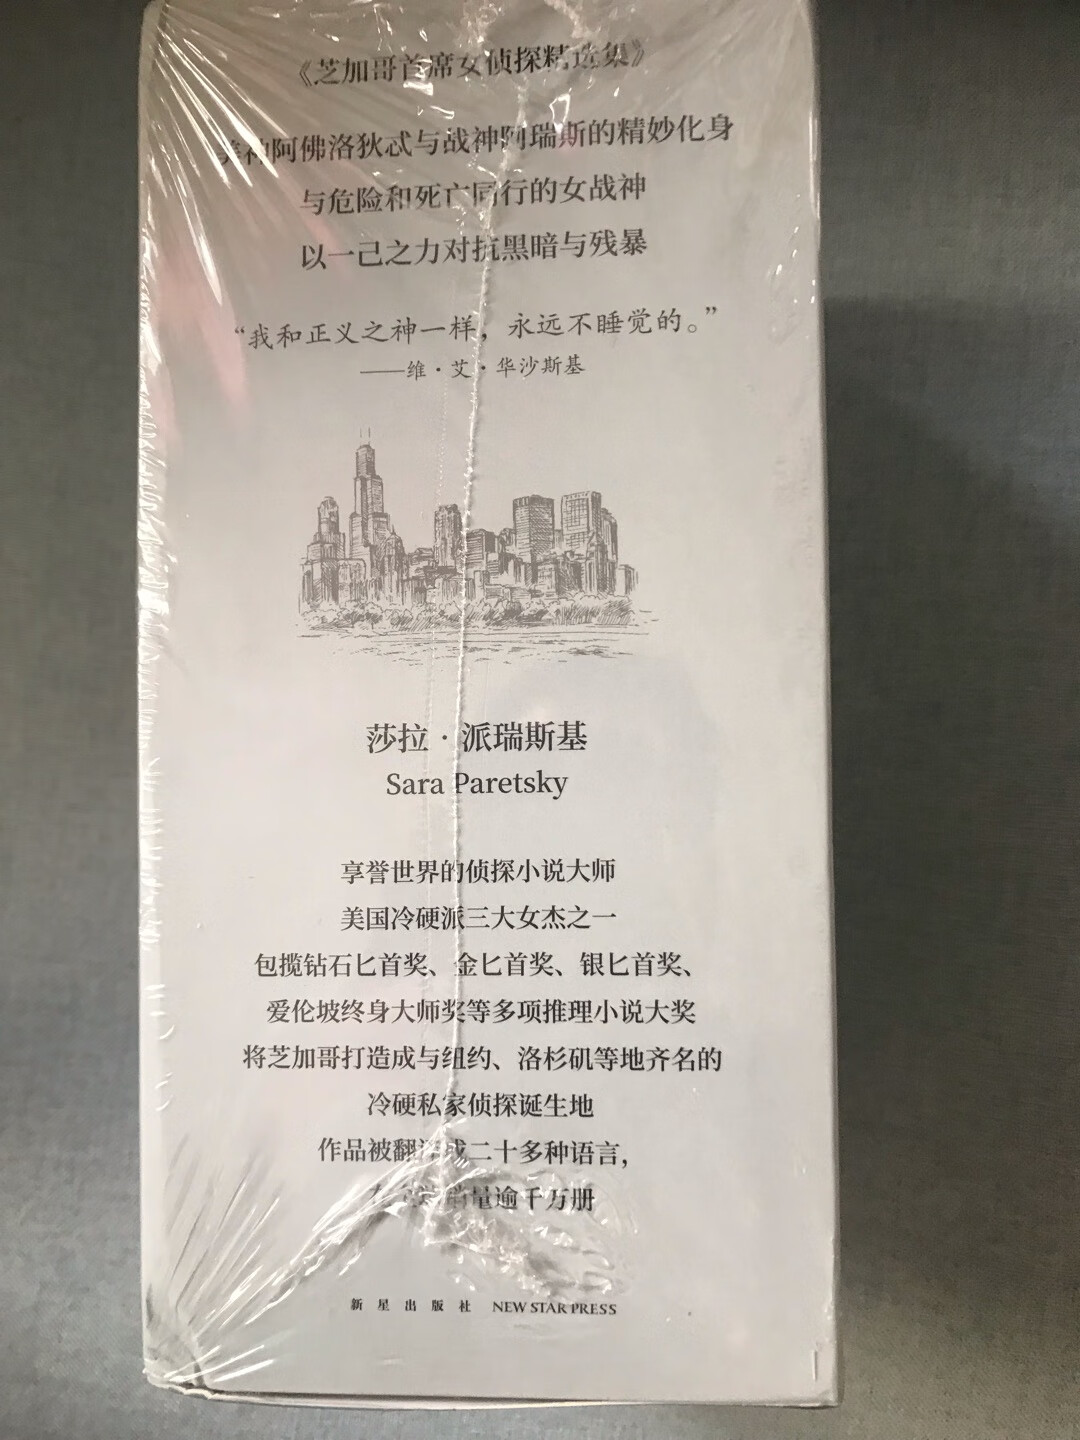 《芝加哥首席女侦探精选集》
美神阿佛洛狄忒与战神阿瑞斯的精妙化身
与危险和死亡同行的女战神
以一己之力对抗黑暗与残暴
“我和正义之神一样，永远不睡觉的。”
——维·艾·华沙斯基
莎拉·派瑞斯基
Sara Paretsky
享誉世界的侦探小说大师
美国冷硬派三大女杰之一
包揽钻石匕首奖、金匕首奖、银匕首奖、
爱伦坡终身大师奖等多项推理小说大奖
将芝加哥打造成与纽约、洛杉矶等地齐名的
冷硬私家侦探诞生地
作品被翻译成二十多种语言，
销量逾千万册
新星出版社 NEW STAR PRESS